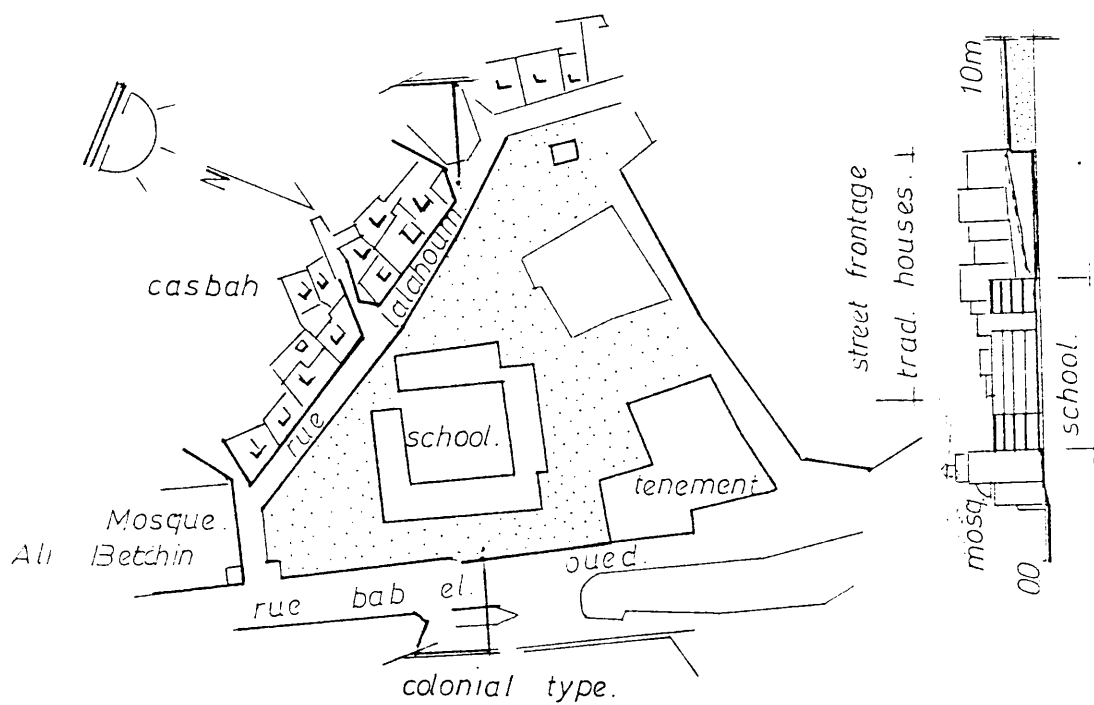 N
casbah
rue lalahoum
school.
tenement
Mosque.
Ali Betchin
rue bab el. oued.
colonial type.
10m
street frontage
trad. houses.
school.
mosq.
00